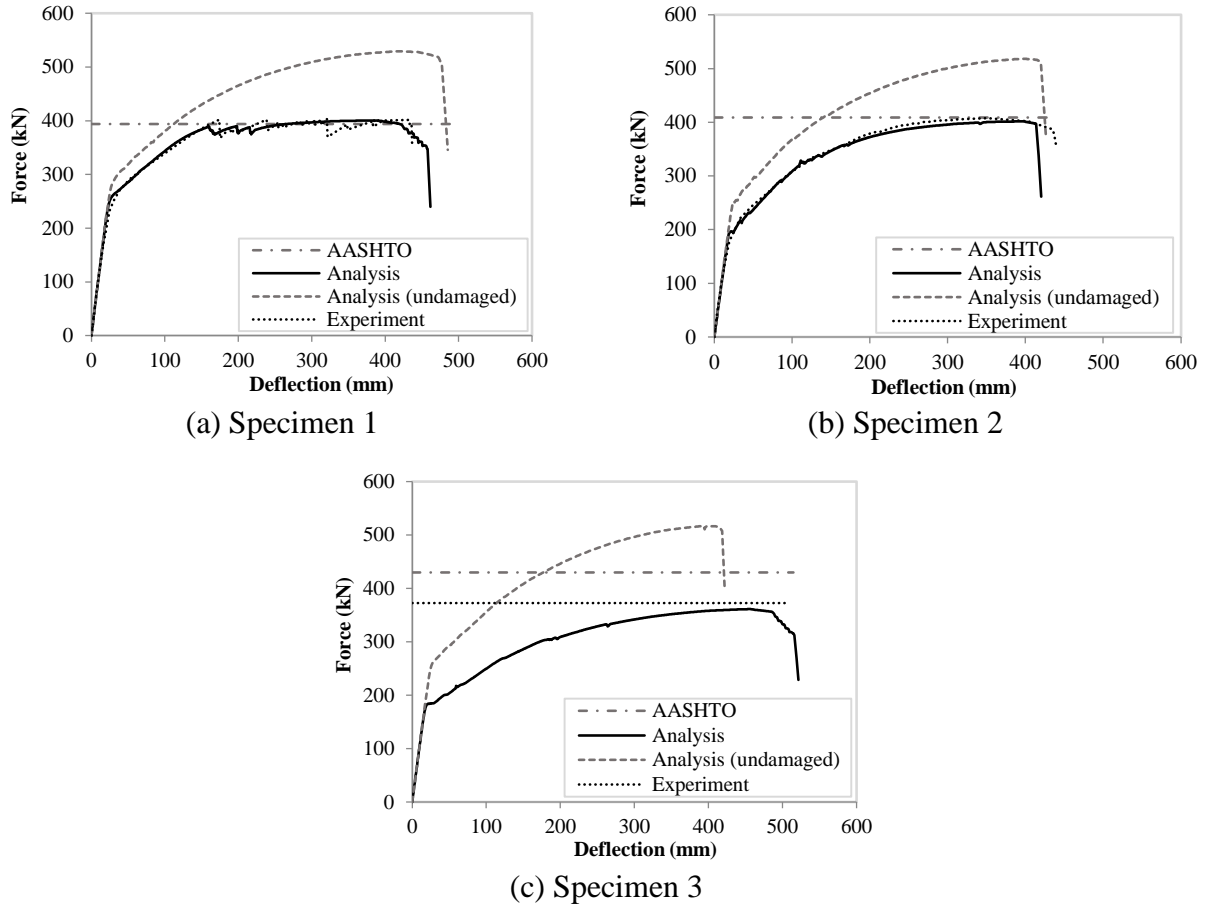 600
500
400
300
200
100
0
Force (kN)
AASHTO
Analysis
Analysis (undamaged)
Experiment
0 100 200 300 400 500 600
Deflection (mm)
(a) Specimen 1
600
500
400
300
200
100
0
Force (kN)
AASHTO
Analysis
Analysis (undamaged)
Experiment
0 100 200 300 400 500 600
Deflection (mm)
(b) Specimen 2
600
500
400
300
200
100
0
Force (kN)
AASHTO
Analysis
Analysis (undamaged)
Experiment
0 100 200 300 400 500 600
Deflection (mm)
(c) Specimen 3